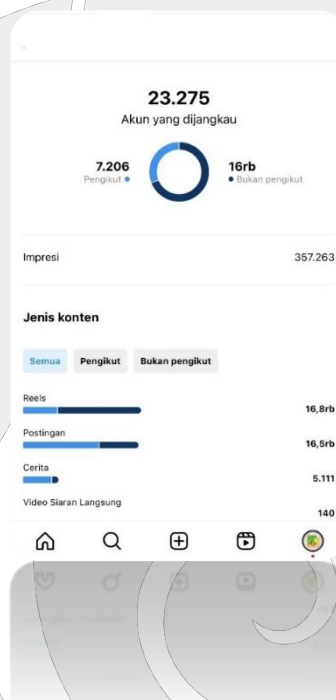 23.275
Akun yang dijangkau
7.206
Pengikut
16rb
Bukan pengikut
Impresi 357.263
Jenis konten
Semua Pengikut Bukan pengikut
Reels
16,8rb
Postingan
16,5rb
Cerita
5.111
Video Siaran Langsung
140